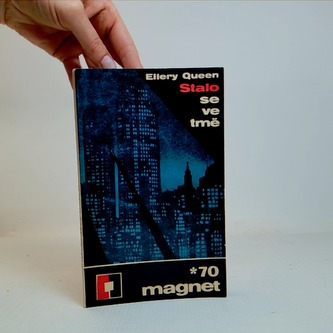 Ellery Queen
Stalo
se
ve
tmě
*70
magnet